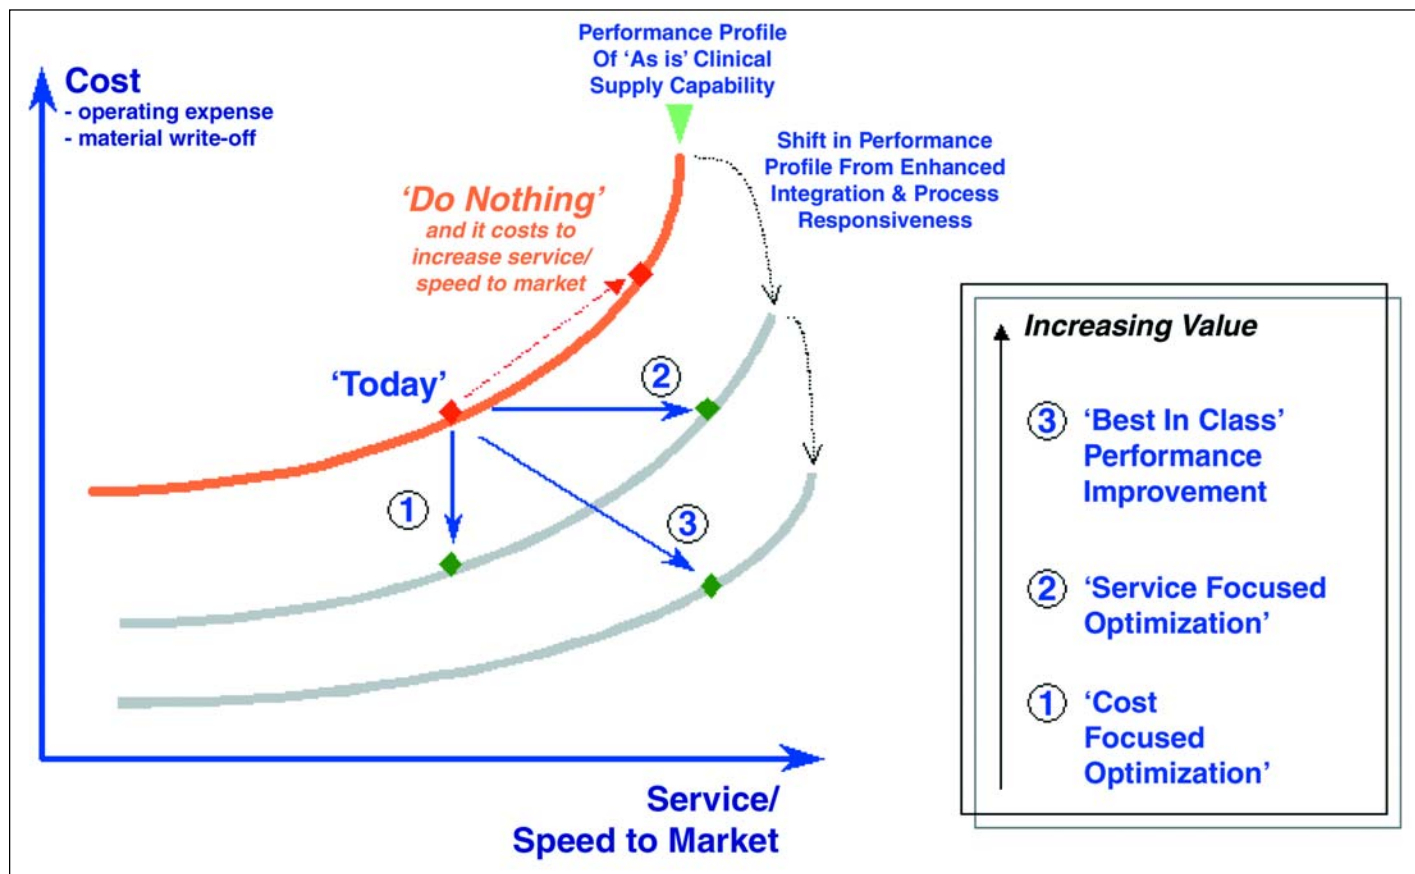 Performance Profile
Of ‘As is’ Clinical
Supply Capability
Cost
- operating expense
- material write-off
Shift in Performance
Profile From Enhanced
Integration & Process
Responsiveness
‘Do Nothing’
and it costs to
increase service/
speed to market
‘Today’
2
1
3
Service/
Speed to Market
Increasing Value
3 ‘Best In Class’
Performance
Improvement
2 ‘Service Focused
Optimization’
1 ‘Cost
Focused
Optimization’